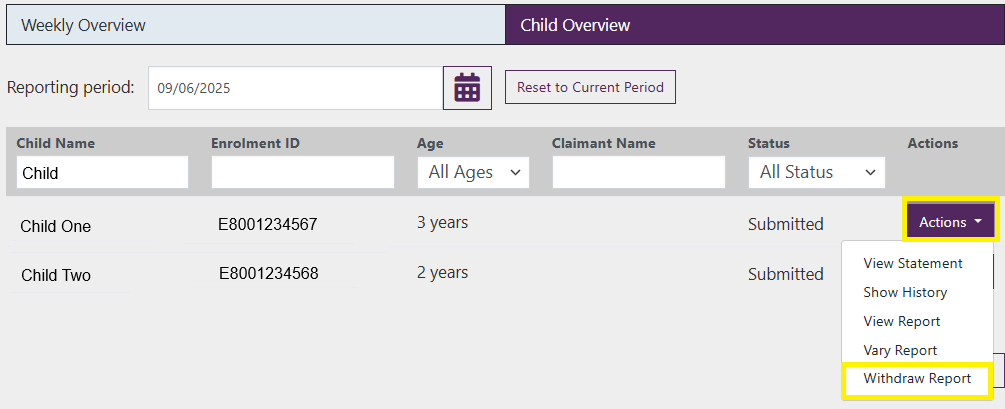 Weekly Overview Child Overview
Reporting period: 09/06/2025 Reset to Current Period
Child Name Enrolment ID Age Claimant Name Status Actions
Child All Ages All Status
Child One E8001234567 3 years Submitted Actions
Child Two E8001234568 2 years Submitted
View Statement
Show History
View Report
Vary Report
Withdraw Report